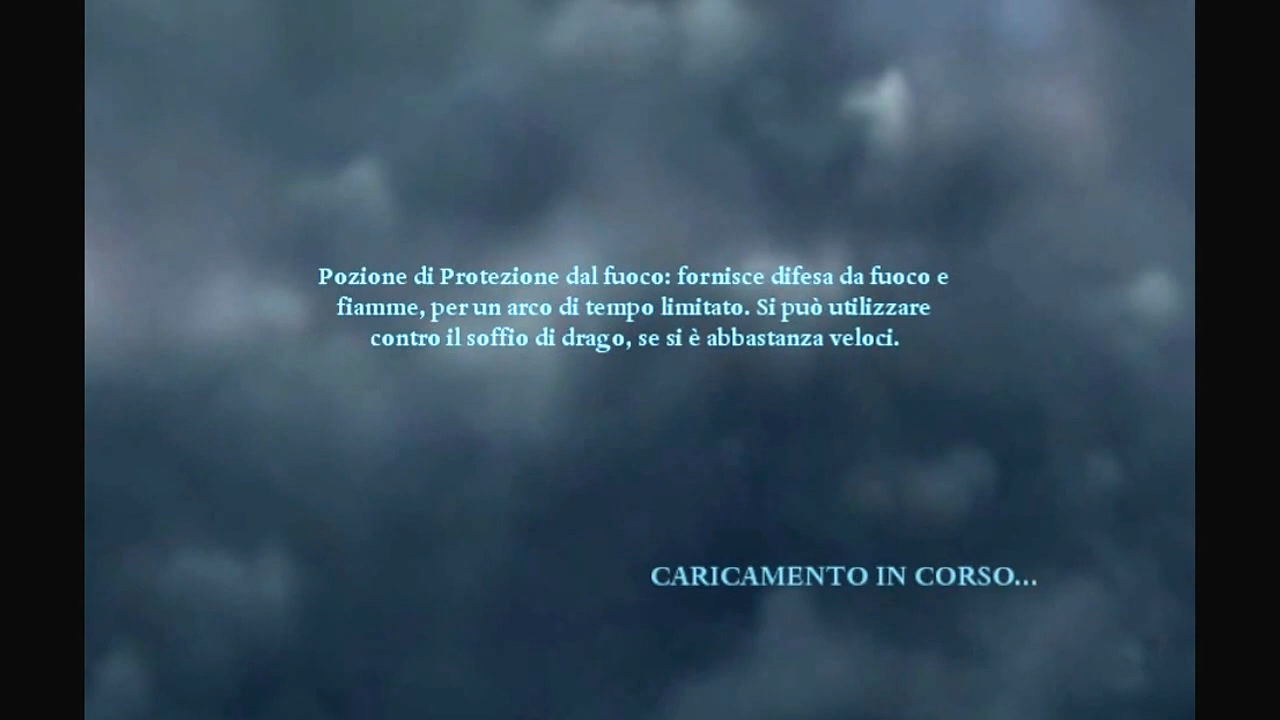 Pozione di Protezione dal fuoco: fornisce difesa da fuoco e
fiamme, per un arco di tempo limitato. Si può utilizzare
contro il soffio di drago, se si è abbastanza veloci.
CARICAMENTO IN CORSO...